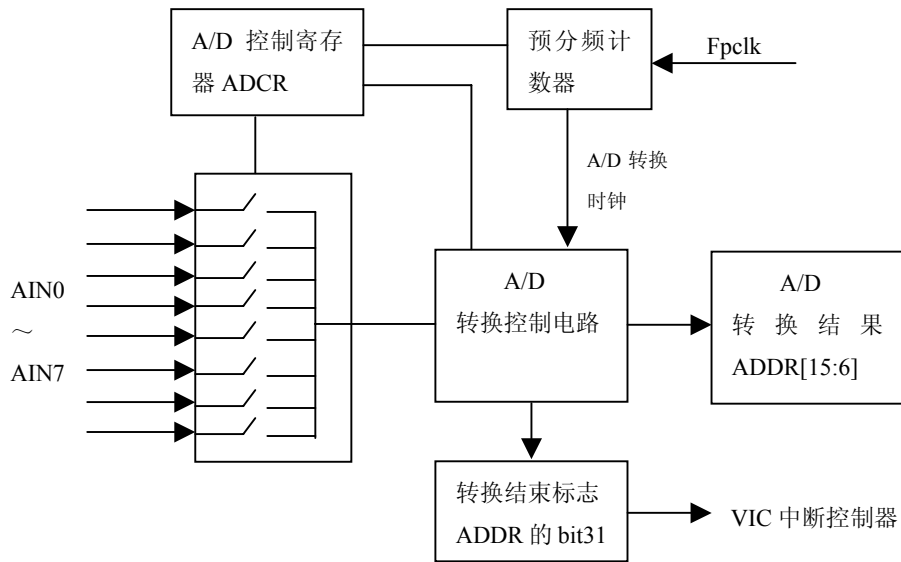 A/D 控制寄存
器 ADCR
预分频计
数器
Fpclk
A/D 转换
时钟
AIN0
～
AIN7
A/D
转换控制电路
A/D
转 换 结 果
ADDR[15:6]
转换结束标志
ADDR 的 bit31
VIC 中断控制器